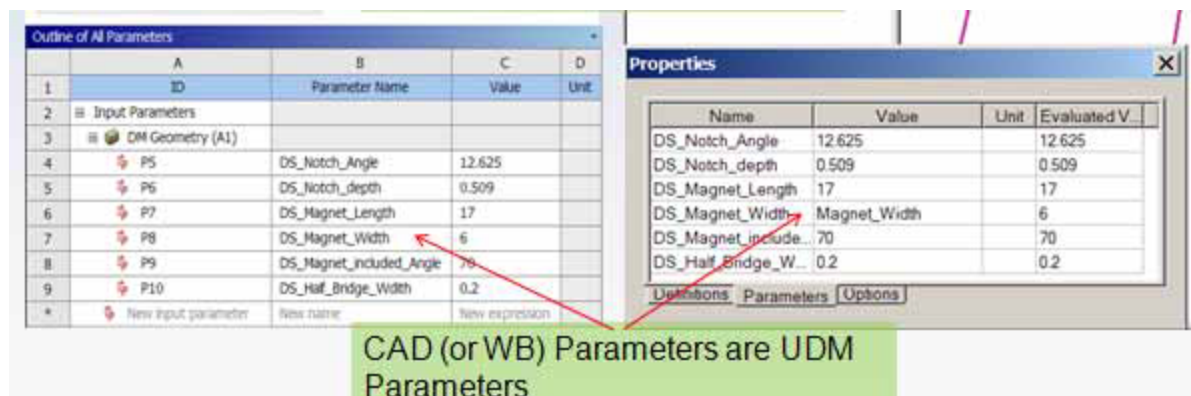 Outline of All Parameters
A B C D
1 ID Parameter Name Value Unit
2 Input Parameters
3 DM Geometry (A1)
4 P5 DS_Notch_Angle 12.625
5 P6 DS_Notch_depth 0.509
6 P7 DS_Magnet_Length 17
7 P8 DS_Magnet_Width 6
8 P9 DS_Magnet_included_Angle 70
9 P10 DS_Half_Bridge_Width 0.2
* New input parameter New name New expression
Properties
Name Value Unit Evaluated V...
DS_Notch_Angle 12.625 12.625
DS_Notch_depth 0.509 0.509
DS_Magnet_Length 17 17
DS_Magnet_Width Magnet_Width 6
DS_Magnet_include... 70 70
DS_Half_Bridge_W... 0.2 0.2
Definitions Parameters Options
CAD (or WB) Parameters are UDM
Parameters